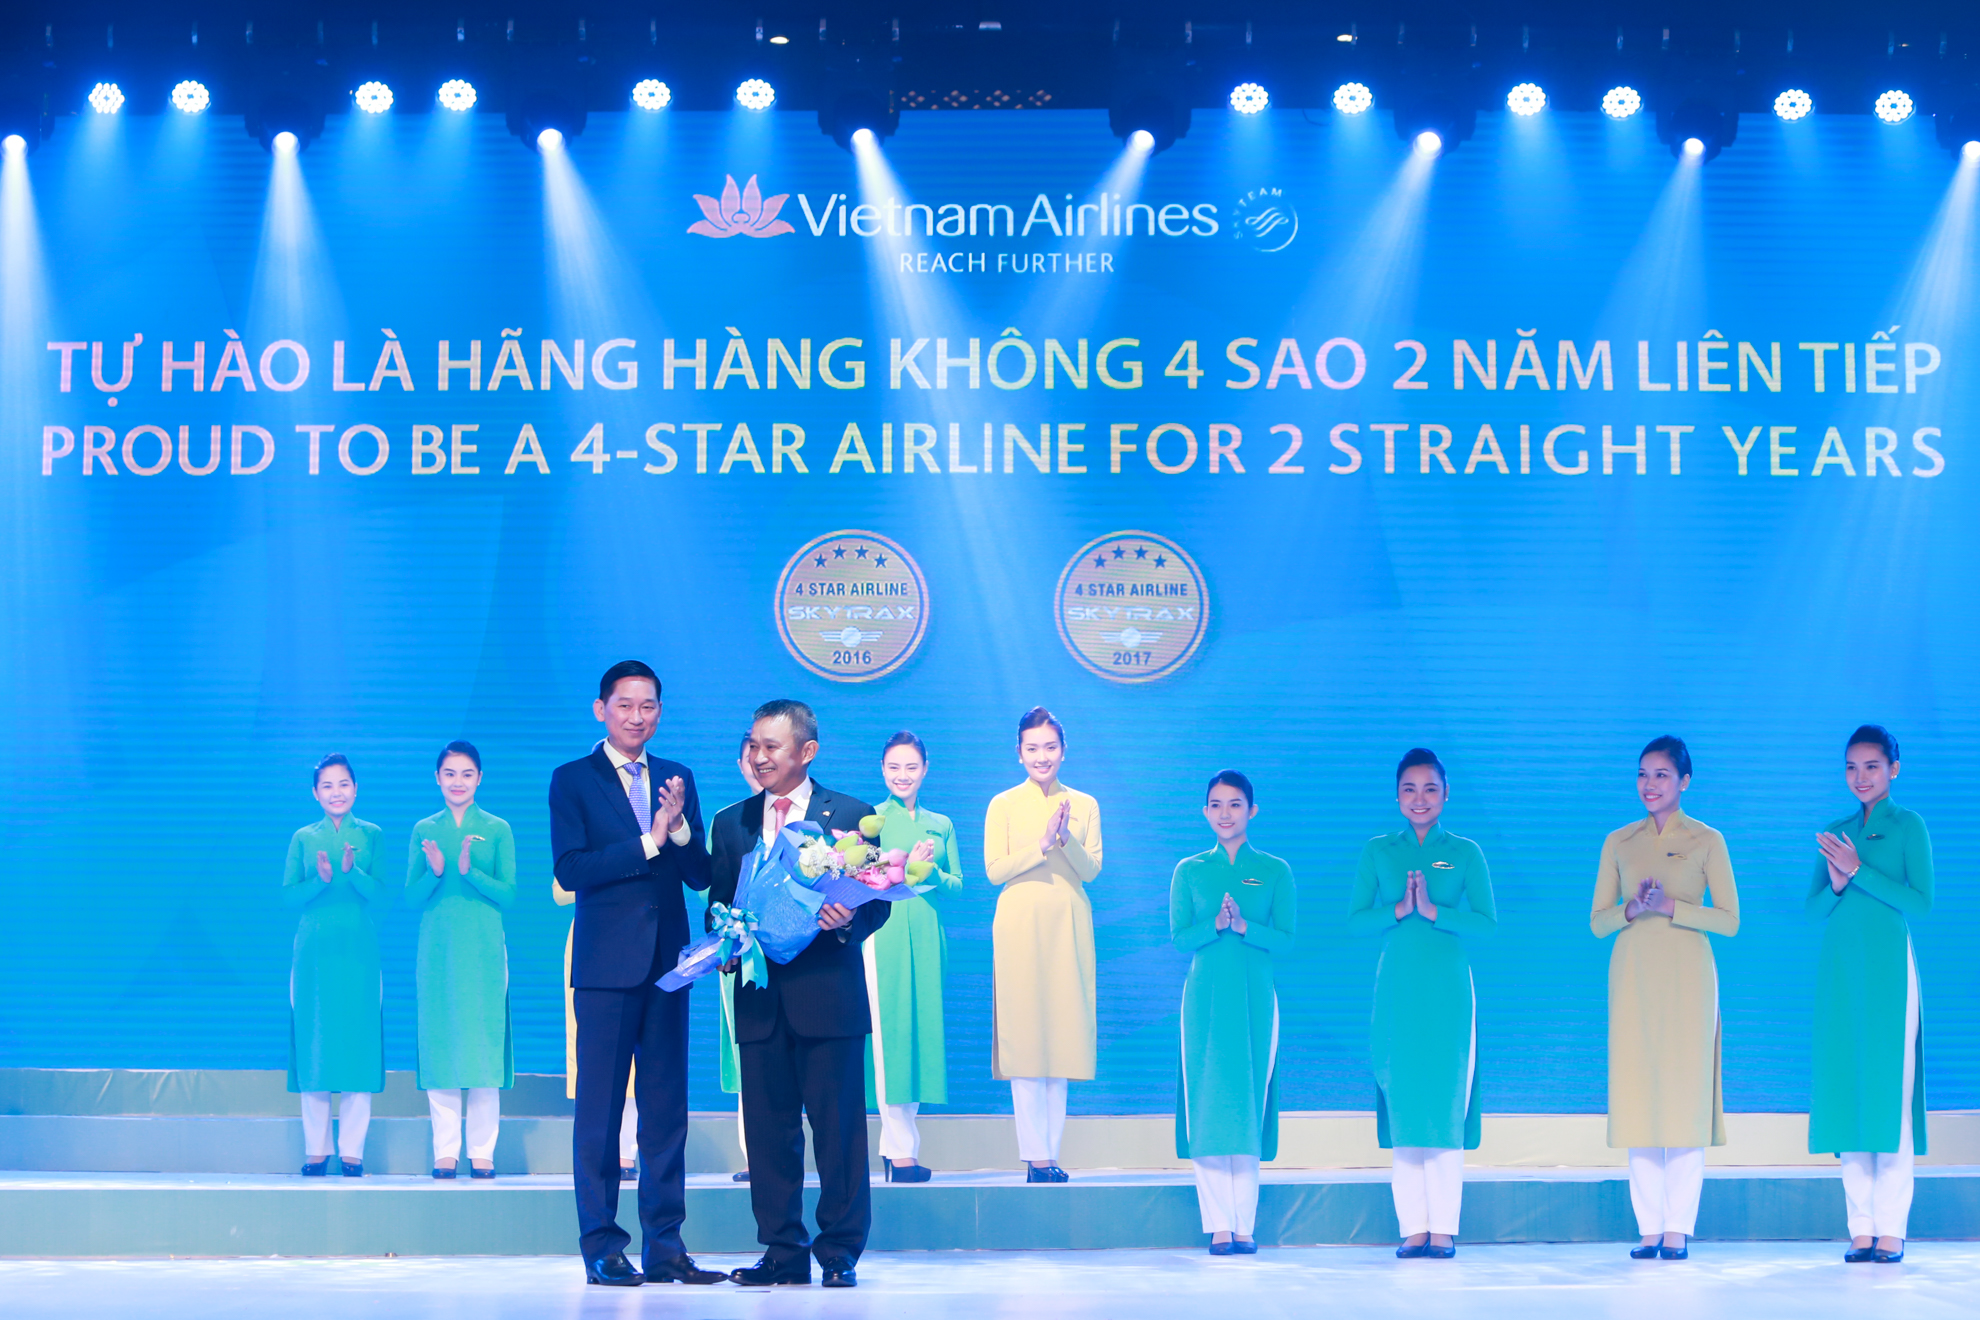 Vietnam Airlines
SKYTEAM
REACH FURTHER
TỰ HÀO LÀ HÃNG HÀNG KHÔNG 4 SAO 2 NĂM LIÊN TIẾP
PROUD TO BE A 4-STAR AIRLINE FOR 2 STRAIGHT YEARS
4 STAR AIRLINE
SKYTRAX
2016
4 STAR AIRLINE
SKYTRAX
2017